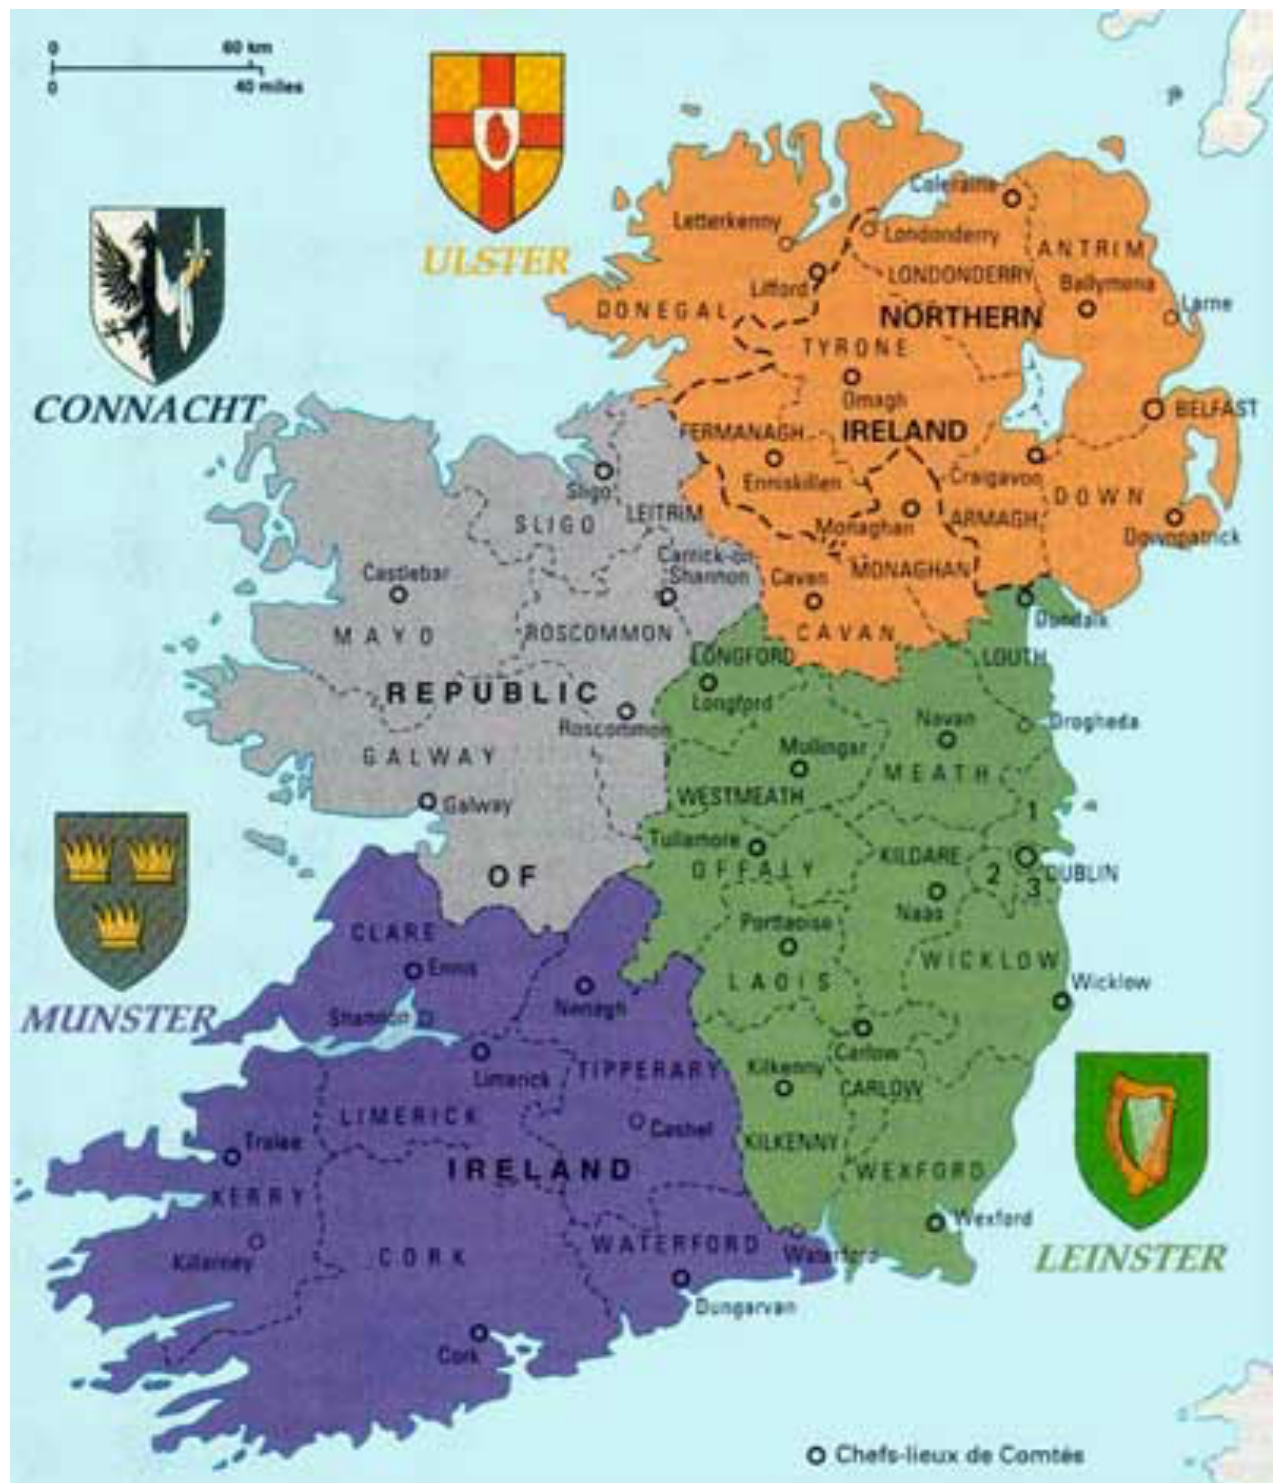 0 60 km
0 40 miles
ULSTER
CONNACHT
MUNSTER
LEINSTER
Coleraine
Letterkenny
Londonderry
ANTRIM
LONDONDERRY
Ballymena
Lifford
Larne
DONEGAL
NORTHERN
TYRONE
Omagh
BELFAST
FERMANAGH
IRELAND
Enniskillen
Craigavon
DOWN
Sligo
SLIGO
LEITRIM
Monaghan
ARMAGH
Downpatrick
Carrick-on
Shannon
Castlebar
Cavan
MONAGHAN
Dundalk
MAYO
ROSCOMMON
CAVAN
LONGFORD
LOUTH
REPUBLIC
Longford
Roscommon
Navan
Drogheda
GALWAY
Mullingar
MEATH
Galway
WESTMEATH
1
Tullamore
OFFALY
KILDARE
2
3
DUBLIN
OF
Naas
Portlaoise
CLARE
Ennis
LAOIS
WICKLOW
Wicklow
Shannon
Nenagh
Carlow
Limerick
TIPPERARY
Kilkenny
CARLOW
LIMERICK
Cashel
Tralee
KILKENNY
IRELAND
WEXFORD
KERRY
Wexford
Killarney
CORK
WATERFORD
Waterford
Dungarvan
Cork
Chefs-lieux de Comtés